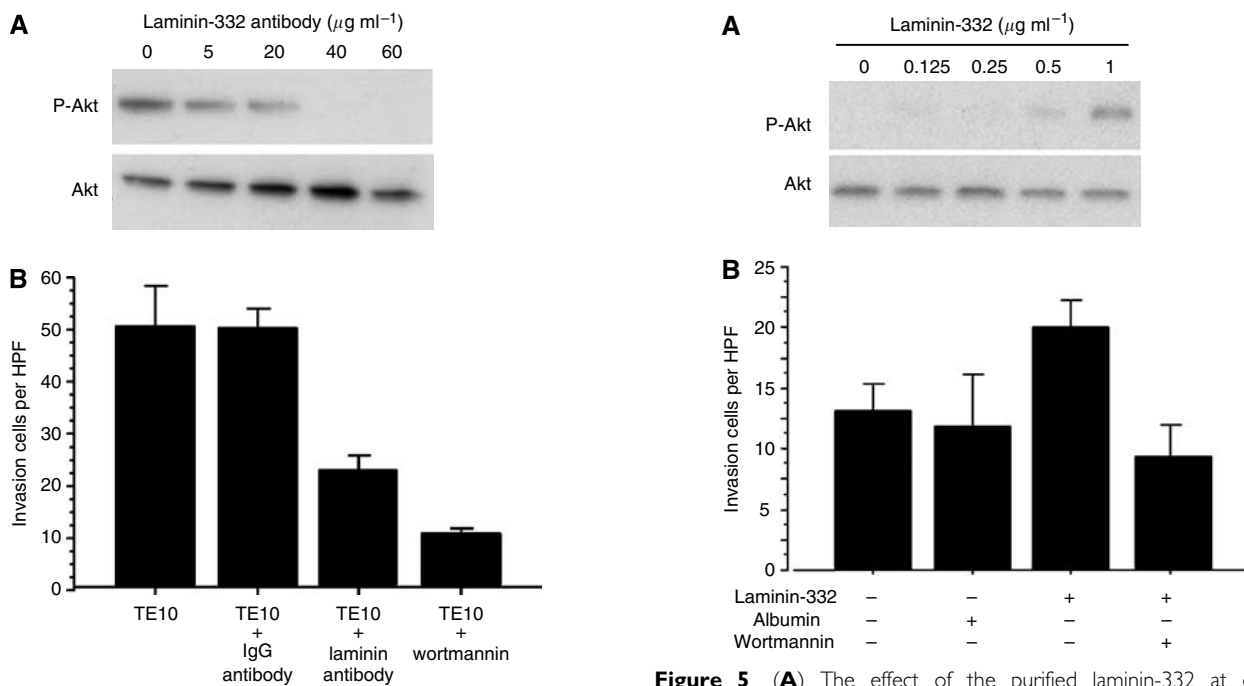 A
Laminin-332 antibody (μg ml⁻¹)
0 5 20 40 60
P-Akt
Akt
B
60
50
40
30
20
10
0
Invasion cells per HPF
TE10 TE10 TE10 TE10
+ + +
IgG laminin wortmannin
antibody antibody
A
Laminin-332 (μg ml⁻¹)
0 0.125 0.25 0.5 1
P-Akt
Akt
B
25
20
15
10
5
0
Invasion cells per HPF
Laminin-332 – – + +
Albumin – + – –
Wortmannin – – – +
Figure 5 (A) The effect of the purified laminin-332 at